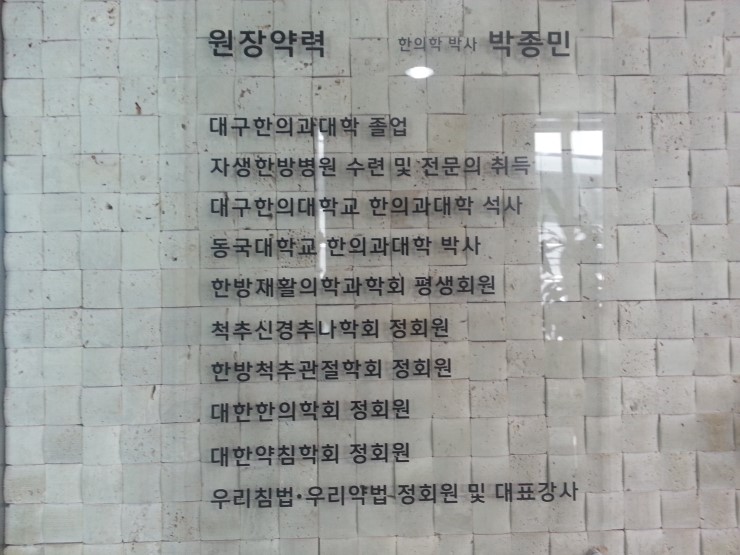 원장약력 한의학 박사 박종민
대구한의과대학 졸업
자생한방병원 수련 및 전문의 취득
대구한의대학교 한의과대학 석사
동국대학교 한의과대학 박사
한방재활의학과학회 평생회원
척추신경추나학회 정회원
한방척추관절학회 정회원
대한한의학회 정회원
대한약침학회 정회원
우리침법·우리약법 정회원 및 대표강사